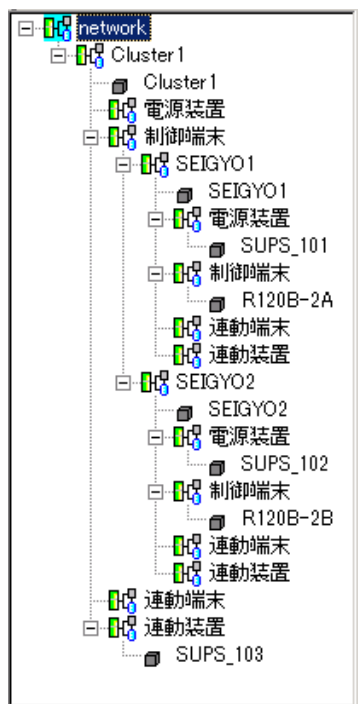 network
Cluster1
Cluster1
電源装置
制御端末
SEIGYO1
SEIGYO1
電源装置
SUPS_101
制御端末
R120B-2A
連動端末
連動装置
SEIGYO2
SEIGYO2
電源装置
SUPS_102
制御端末
R120B-2B
連動端末
連動装置
連動端末
連動装置
SUPS_103